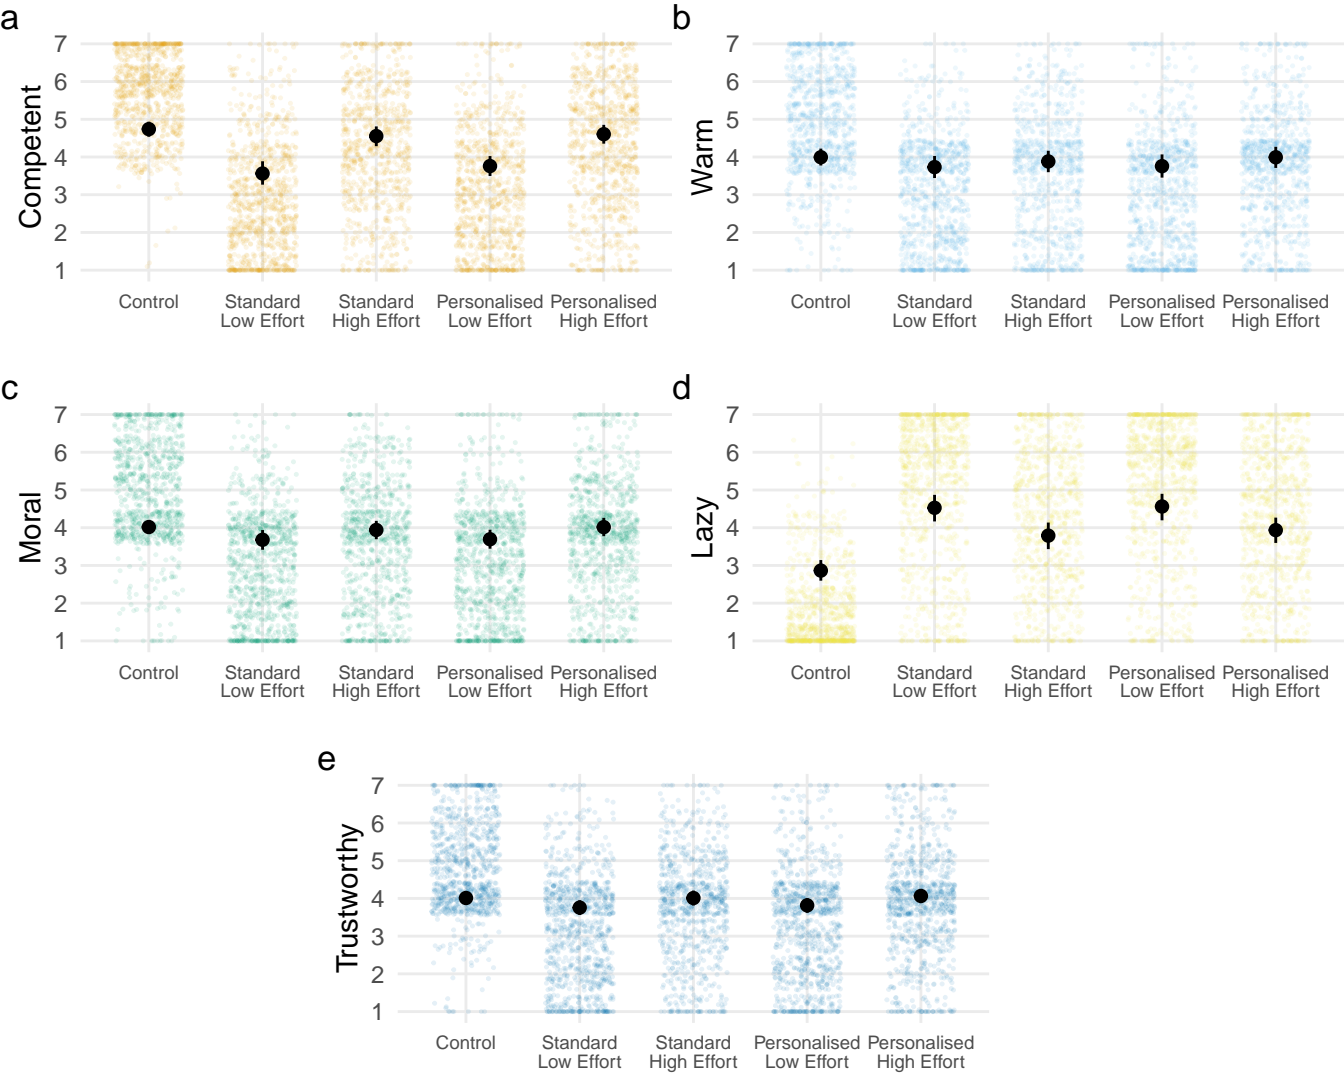 a
7
6
5
4
3
2
1
Competent
Control
Standard
Low Effort
Standard
High Effort
Personalised
Low Effort
Personalised
High Effort
b
7
6
5
4
3
2
1
Warm
Control
Standard
Low Effort
Standard
High Effort
Personalised
Low Effort
Personalised
High Effort
c
7
6
5
4
3
2
1
Moral
Control
Standard
Low Effort
Standard
High Effort
Personalised
Low Effort
Personalised
High Effort
d
7
6
5
4
3
2
1
Lazy
Control
Standard
Low Effort
Standard
High Effort
Personalised
Low Effort
Personalised
High Effort
e
7
6
5
4
3
2
1
Trustworthy
Control
Standard
Low Effort
Standard
High Effort
Personalised
Low Effort
Personalised
High Effort